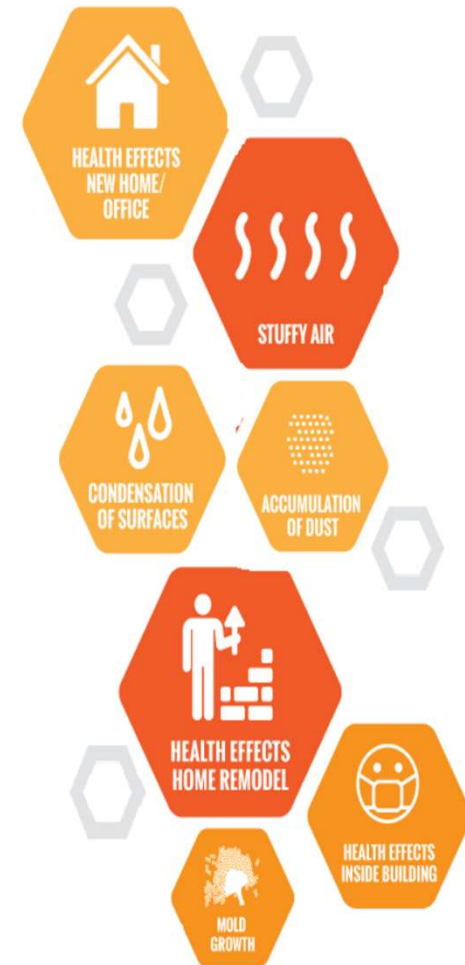 HEALTH EFFECTS
NEW HOME/
OFFICE
STUFFY AIR
CONDENSATION
OF SURFACES
ACCUMULATION
OF DUST
HEALTH EFFECTS
HOME REMODEL
HEALTH EFFECTS
INSIDE BUILDING
MOLD
GROWTH